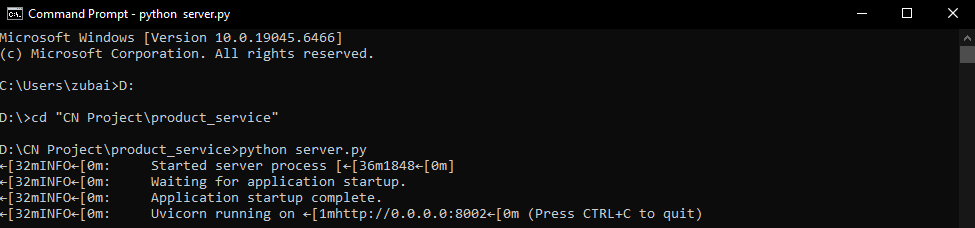 Command Prompt - python  server.py
Microsoft Windows [Version 10.0.19045.6466]
(c) Microsoft Corporation. All rights reserved.
C:\Users\zubai>D:
D:\>cd "CN Project\product_service"
D:\CN Project\product_service>python server.py
←[32mINFO←[0m:     Started server process [←[36m1848←[0m]
←[32mINFO←[0m:     Waiting for application startup.
←[32mINFO←[0m:     Application startup complete.
←[32mINFO←[0m:     Uvicorn running on ←[1mhttp://0.0.0.0:8002←[0m (Press CTRL+C to quit)